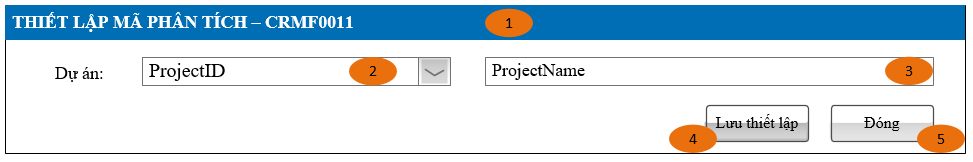 THIẾT LẬP MÃ PHÂN TÍCH – CRMF0011 1
Dự án: ProjectID 2 ProjectName 3
4 Lưu thiết lập Đóng 5